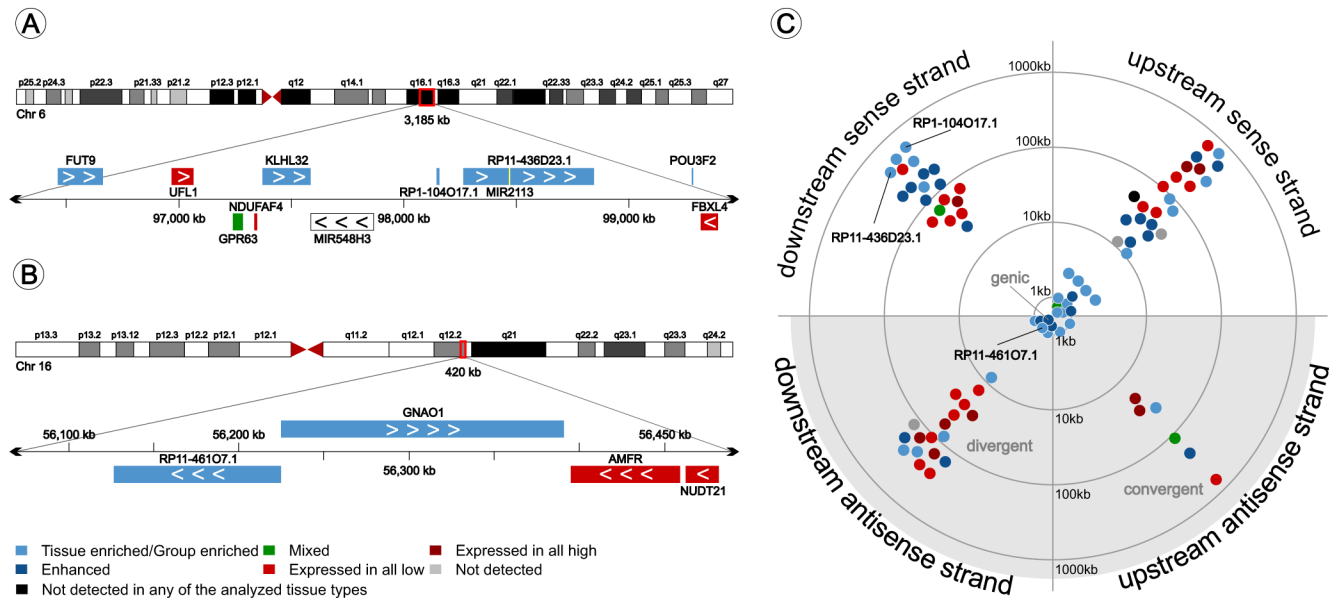 A
p25.2 p24.3 p22.3 p21.33 p21.2 p12.3 p12.1 q12 q14.1 q16.1 q16.3 q21 q22.1 q22.33 q23.3 q24.2 q25.1 q25.3 q27
Chr 6
3,185 kb
FUT9 KLHL32 RP11-436D23.1 POU3F2
UFL1 RP1-104O17.1 MIR2113
97,000 kb 98,000 kb 99,000 kb
NDUFAF4 FBXL4
GPR63 MIR548H3
B
p13.3 p13.2 p13.12 p12.3 p12.2 p12.1 p12.1 q11.2 q12.1 q12.2 q21 q22.2 q23.1 q23.3 q24.2
Chr 16
420 kb
GNAO1
56,100 kb 56,200 kb 56,450 kb
RP11-461O7.1 56,300 kb AMFR
NUDT21
Tissue enriched/Group enriched Mixed Expressed in all high
Enhanced Expressed in all low Not detected
Not detected in any of the analyzed tissue types
C
downstream sense strand
upstream sense strand
1000kb
RP1-104O17.1
100kb
10kb
RP11-436D23.1
genic
1kb
1kb
RP11-461O7.1
10kb
divergent
100kb
convergent
1000kb
downstream antisense strand
upstream antisense strand